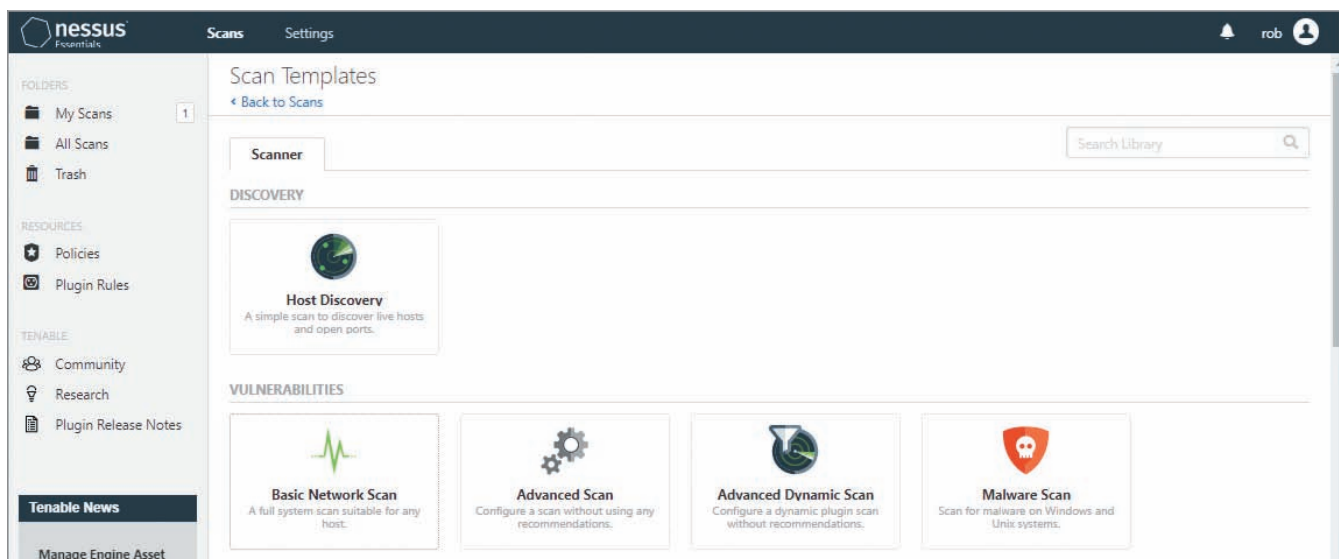 nessus
Essentials
Scans
Settings
rob
FOLDERS
My Scans
1
All Scans
Trash
RESOURCES
Policies
Plugin Rules
TENABLE
Community
Research
Plugin Release Notes
Tenable News
Manage Engine Asset
Scan Templates
Back to Scans
Scanner
Search Library
DISCOVERY
Host Discovery
A simple scan to discover live hosts
and open ports.
VULNERABILITIES
Basic Network Scan
A full system scan suitable for any
host.
Advanced Scan
Configure a scan without using any
recommendations.
Advanced Dynamic Scan
Configure a dynamic plugin scan
without recommendations.
Malware Scan
Scan for malware on Windows and
Unix systems.